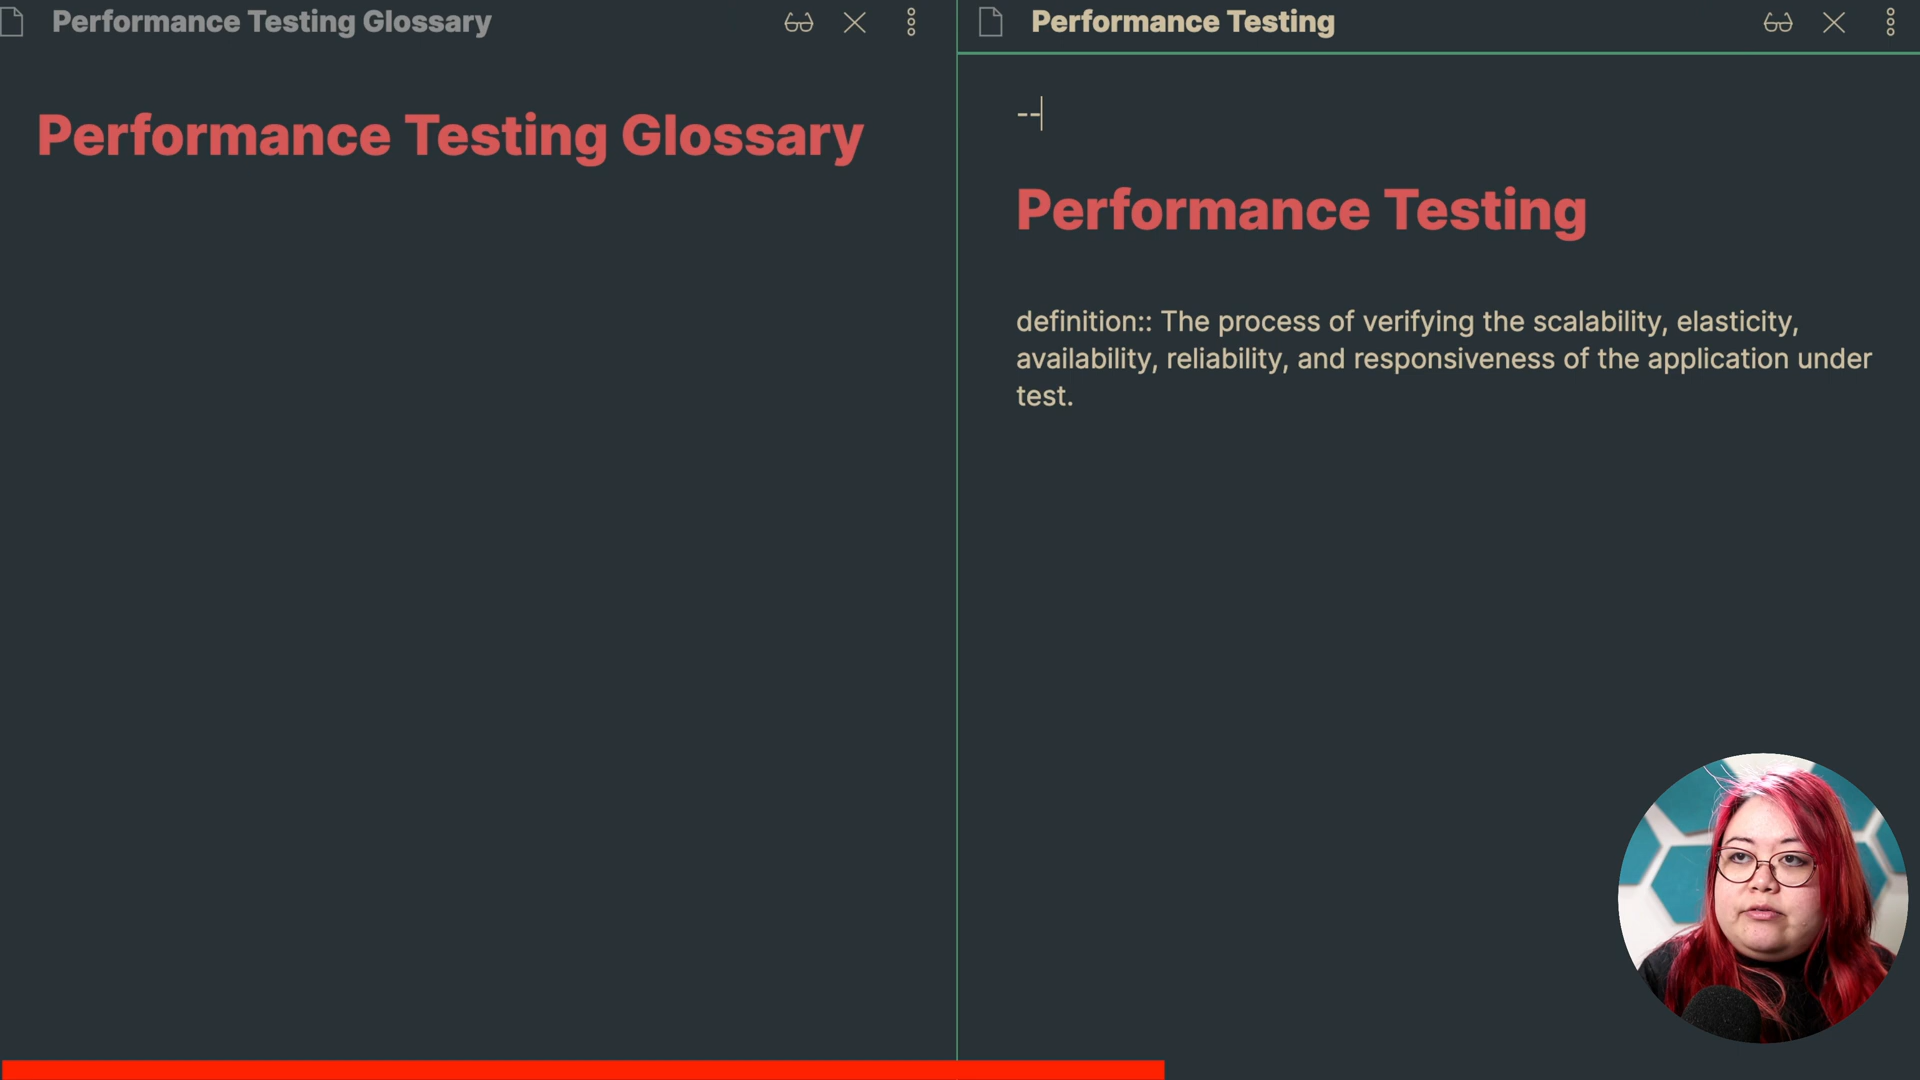 Performance Testing Glossary
Performance Testing Glossary
Performance Testing
--
Performance Testing
definition:: The process of verifying the scalability, elasticity,
availability, reliability, and responsiveness of the application under
test.